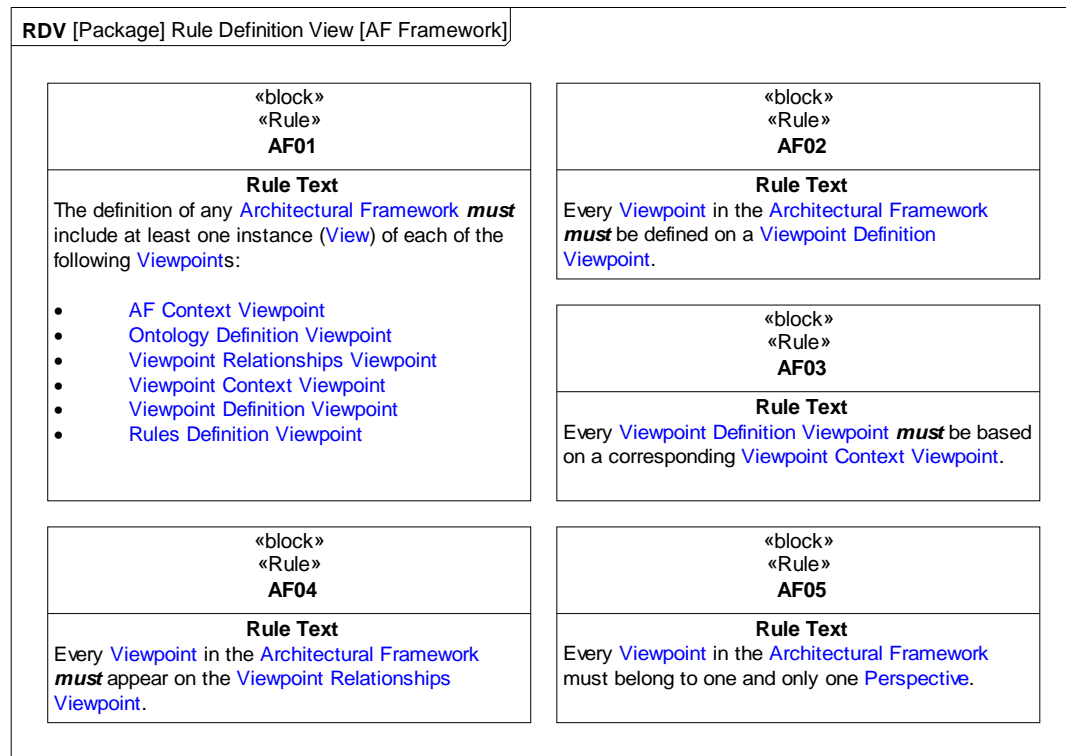 RDV [Package] Rule Definition View [AF Framework]
«block»
«Rule»
AF01
Rule Text
The definition of any Architectural Framework must
include at least one instance (View) of each of the
following Viewpoints:
• AF Context Viewpoint
• Ontology Definition Viewpoint
• Viewpoint Relationships Viewpoint
• Viewpoint Context Viewpoint
• Viewpoint Definition Viewpoint
• Rules Definition Viewpoint
«block»
«Rule»
AF02
Rule Text
Every Viewpoint in the Architectural Framework
must be defined on a Viewpoint Definition
Viewpoint.
«block»
«Rule»
AF03
Rule Text
Every Viewpoint Definition Viewpoint must be based
on a corresponding Viewpoint Context Viewpoint.
«block»
«Rule»
AF04
Rule Text
Every Viewpoint in the Architectural Framework
must appear on the Viewpoint Relationships
Viewpoint.
«block»
«Rule»
AF05
Rule Text
Every Viewpoint in the Architectural Framework
must belong to one and only one Perspective.